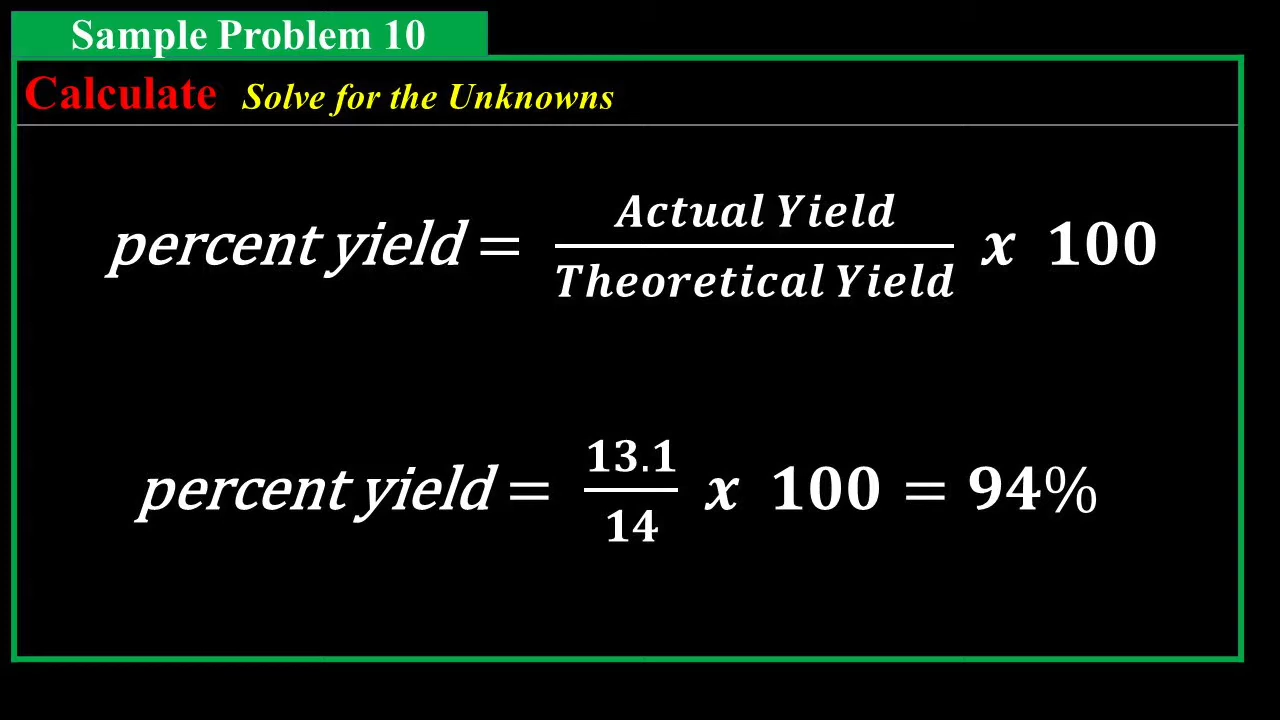 Sample Problem 10
Calculate Solve for the Unknowns
percent yield = Actual Yield / Theoretical Yield x 100
percent yield = 13.1 / 14 x 100 = 94%